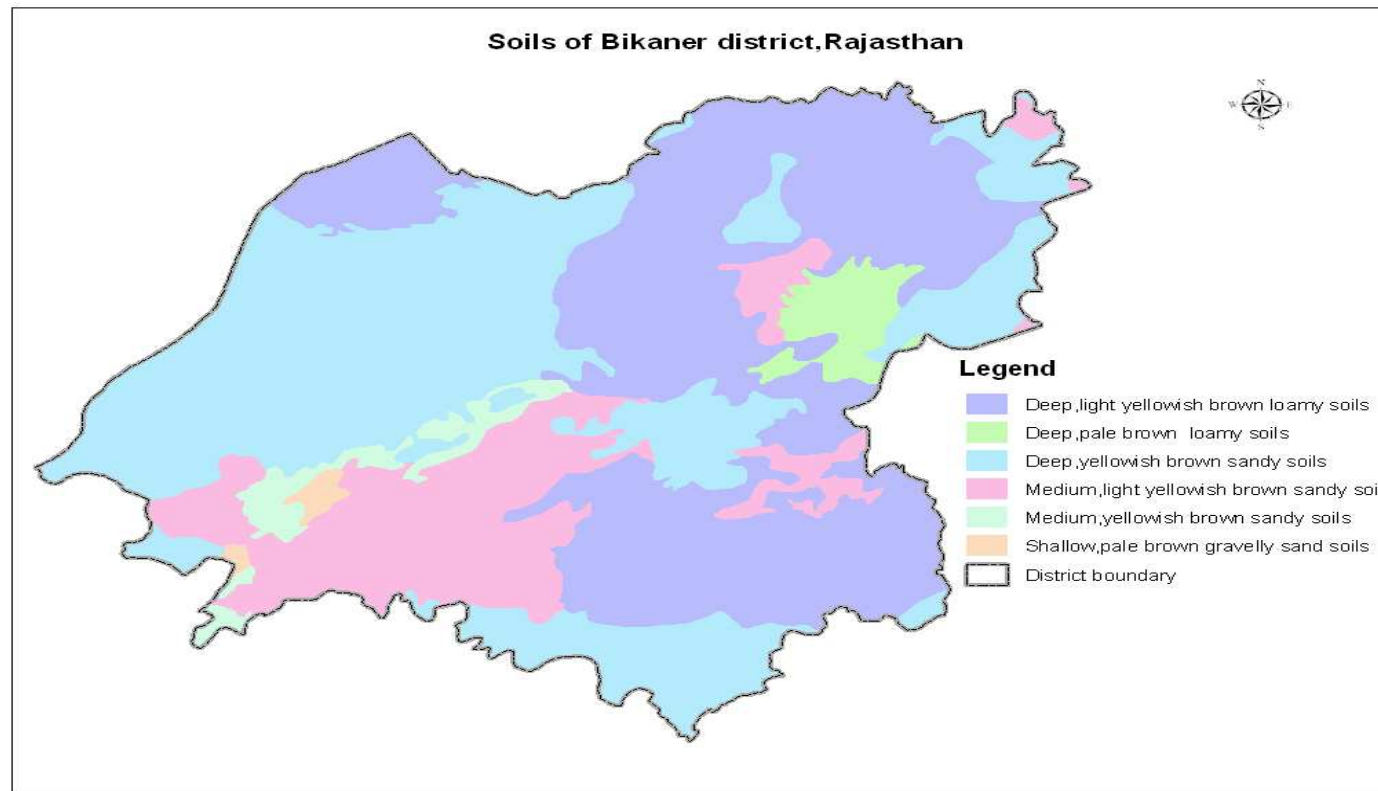 Soils of Bikaner district,Rajasthan
N
W E
S
Legend
Deep,light yellowish brown loamy soils
Deep,pale brown loamy soils
Deep,yellowish brown sandy soils
Medium,light yellowish brown sandy soi
Medium,yellowish brown sandy soils
Shallow,pale brown gravelly sand soils
District boundary